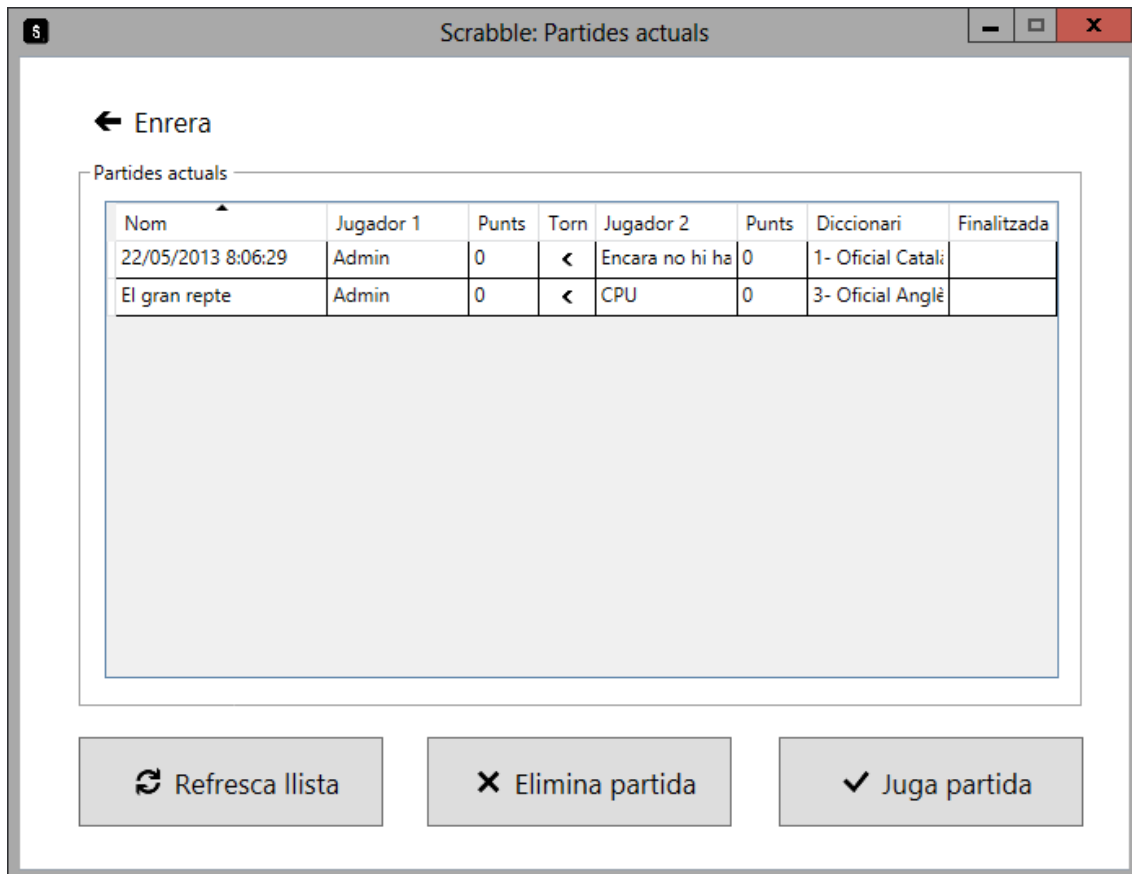 Scrabble: Partides actuals
Enrera
Partides actuals
Nom Jugador 1 Punts Torn Jugador 2 Punts Diccionari Finalitzada
22/05/2013 8:06:29 Admin 0 < Encara no hi ha 0 1- Oficial Català
El gran repte Admin 0 < CPU 0 3- Oficial Anglè
Refresca llista Elimina partida Juga partida